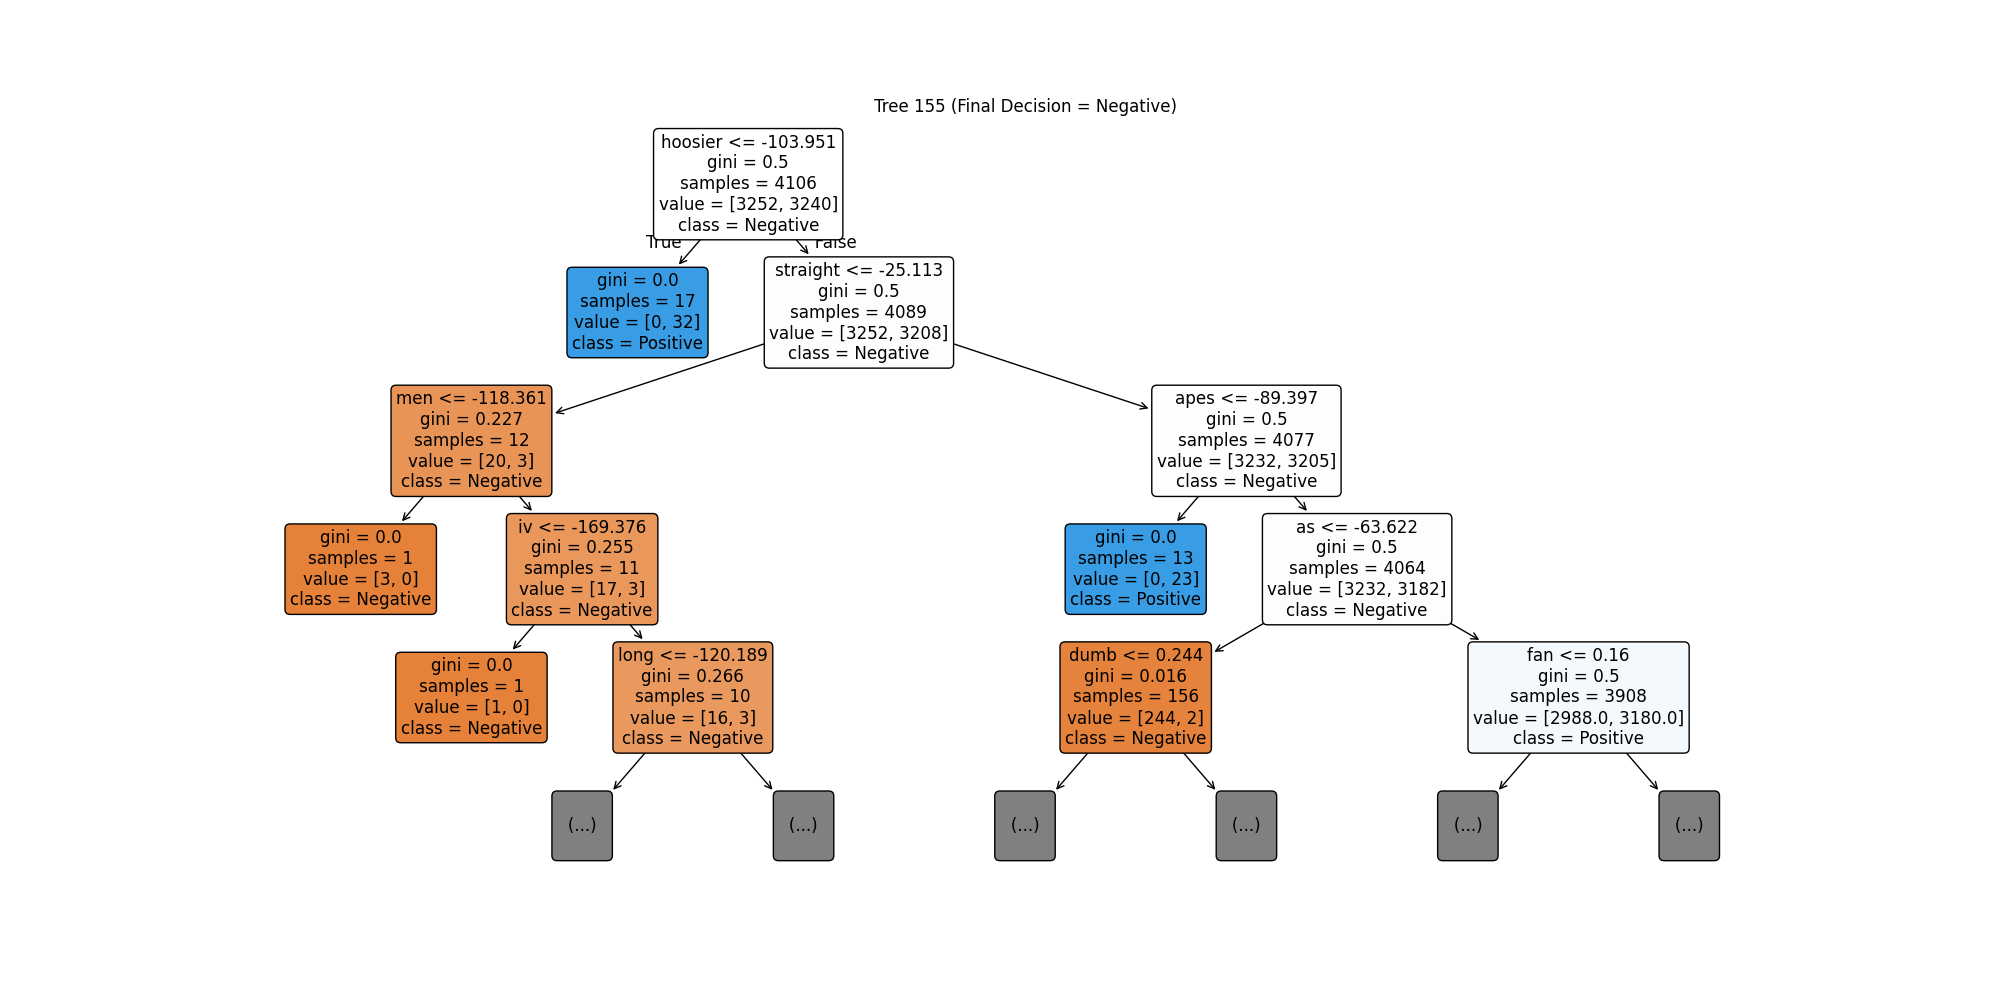 Tree 155 (Final Decision = Negative)
hoosier <= -103.951
gini = 0.5
samples = 4106
value = [3252, 3240]
class = Negative
True
False
gini = 0.0
samples = 17
value = [0, 32]
class = Positive
straight <= -25.113
gini = 0.5
samples = 4089
value = [3252, 3208]
class = Negative
men <= -118.361
gini = 0.227
samples = 12
value = [20, 3]
class = Negative
apes <= -89.397
gini = 0.5
samples = 4077
value = [3232, 3205]
class = Negative
gini = 0.0
samples = 1
value = [3, 0]
class = Negative
iv <= -169.376
gini = 0.255
samples = 11
value = [17, 3]
class = Negative
gini = 0.0
samples = 13
value = [0, 23]
class = Positive
as <= -63.622
gini = 0.5
samples = 4064
value = [3232, 3182]
class = Negative
gini = 0.0
samples = 1
value = [1, 0]
class = Negative
long <= -120.189
gini = 0.266
samples = 10
value = [16, 3]
class = Negative
dumb <= 0.244
gini = 0.016
samples = 156
value = [244, 2]
class = Negative
fan <= 0.16
gini = 0.5
samples = 3908
value = [2988.0, 3180.0]
class = Positive
(...)
(...)
(...)
(...)
(...)
(...)